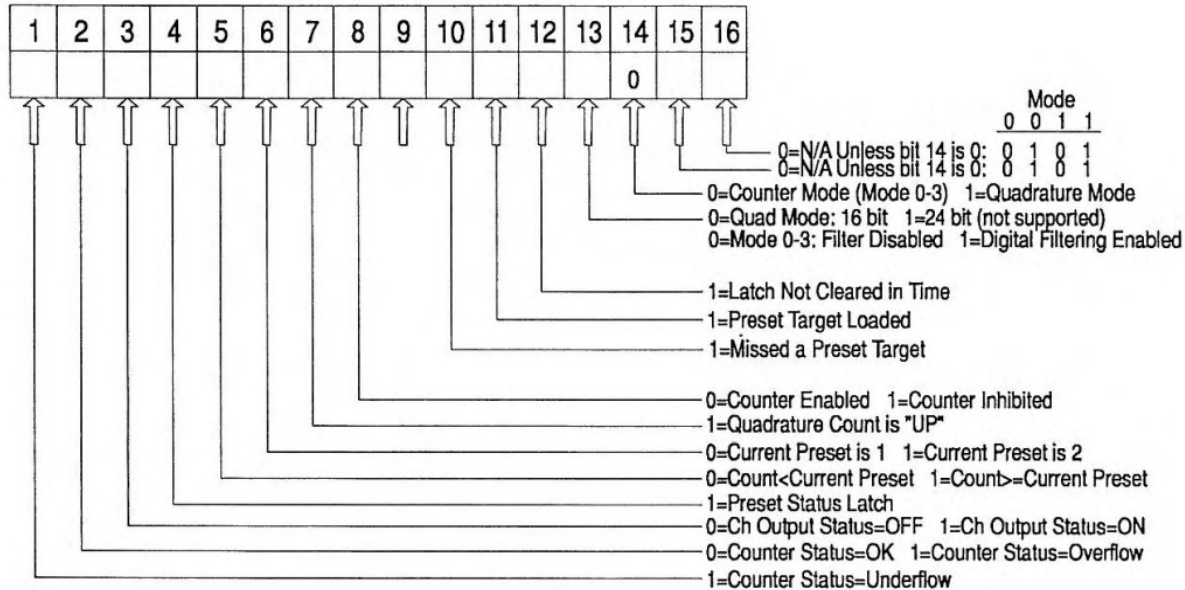 1 2 3 4 5 6 7 8 9 10 11 12 13 14 15 16
0
Mode
0 0 1 1
0=N/A Unless bit 14 is 0: 0 1 0 1
0=N/A Unless bit 14 is 0: 0 1 0 1
0=Counter Mode (Mode 0-3) 1=Quadrature Mode
0=Quad Mode: 16 bit 1=24 bit (not supported)
0=Mode 0-3: Filter Disabled 1=Digital Filtering Enabled
1=Latch Not Cleared in Time
1=Preset Target Loaded
1=Missed a Preset Target
0=Counter Enabled 1=Counter Inhibited
1=Quadrature Count is "UP"
0=Current Preset is 1 1=Current Preset is 2
0=Count<Current Preset 1=Count>=Current Preset
1=Preset Status Latch
0=Ch Output Status=OFF 1=Ch Output Status=ON
0=Counter Status=OK 1=Counter Status=Overflow
1=Counter Status=Underflow